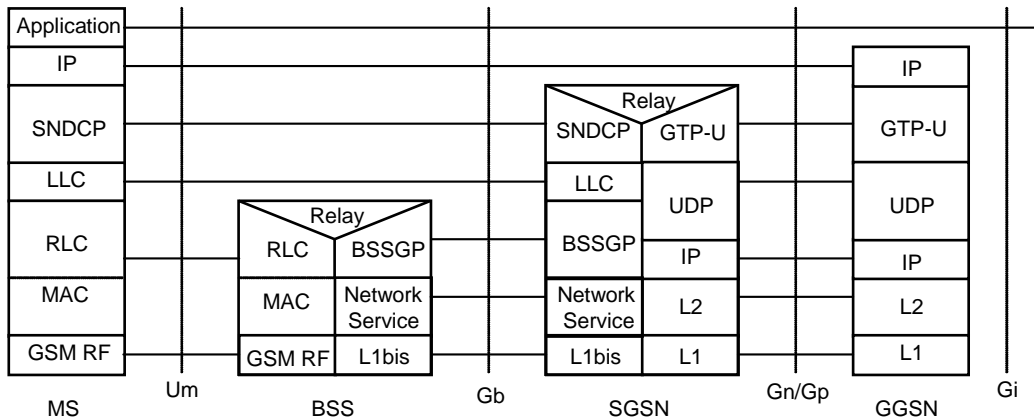 Application
IP
SNDCP
LLC
RLC
MAC
GSM RF
MS
Um
Relay
RLC
BSSGP
MAC
Network
Service
GSM RF
L1bis
BSS
Gb
Relay
SNDCP
GTP-U
LLC
UDP
BSSGP
IP
Network
Service
L2
L1bis
L1
SGSN
Gn/Gp
IP
GTP-U
UDP
IP
L2
L1
GGSN
Gi